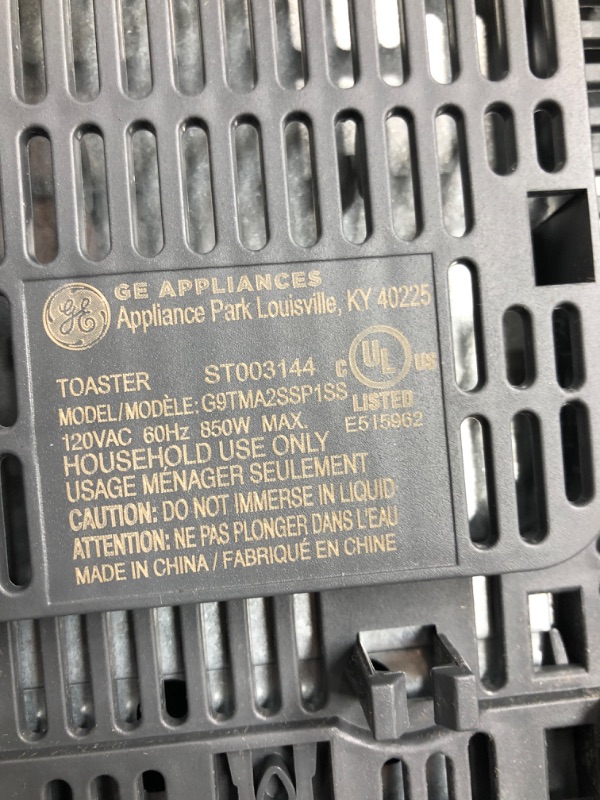 GE GE APPLIANCES
Appliance Park Louisville, KY 40225
TOASTER ST003144 C UL US
MODEL/MODÈLE: G9TMA2SSP1SS LISTED
120VAC 60Hz 850W MAX. E515962
HOUSEHOLD USE ONLY
USAGE MÉNAGER SEULEMENT
CAUTION: DO NOT IMMERSE IN LIQUID
ATTENTION: NE PAS PLONGER DANS L'EAU
MADE IN CHINA / FABRIQUÉ EN CHINE